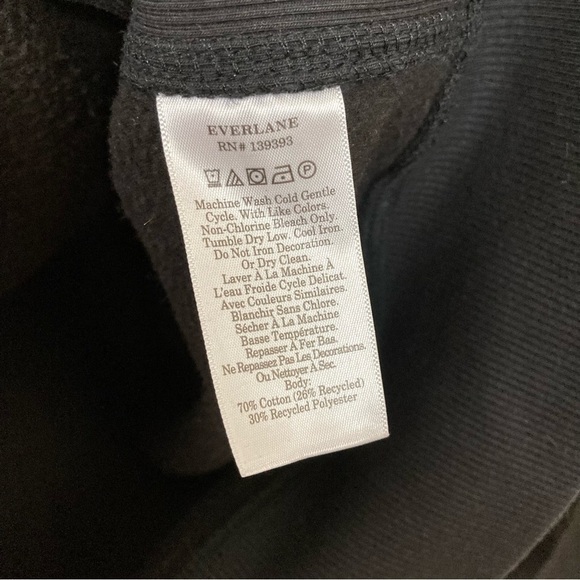 EVERLANE
RN# 139393
Machine Wash Cold Gentle
Cycle. With Like Colors.
Non-Chlorine Bleach Only.
Tumble Dry Low. Cool Iron.
Do Not Iron Decoration.
Or Dry Clean.
Laver À La Machine À
L'eau Froide Cycle Delicat.
Avec Couleurs Similaires.
Blanchir Sans Chlore.
Sécher À La Machine
Basse Température.
Repasser À Fer Bas.
Ne Repassez Pas Les Decorations.
Ou Nettoyer À Sec.
Body:
70% Cotton (26% Recycled)
30% Recycled Polyester